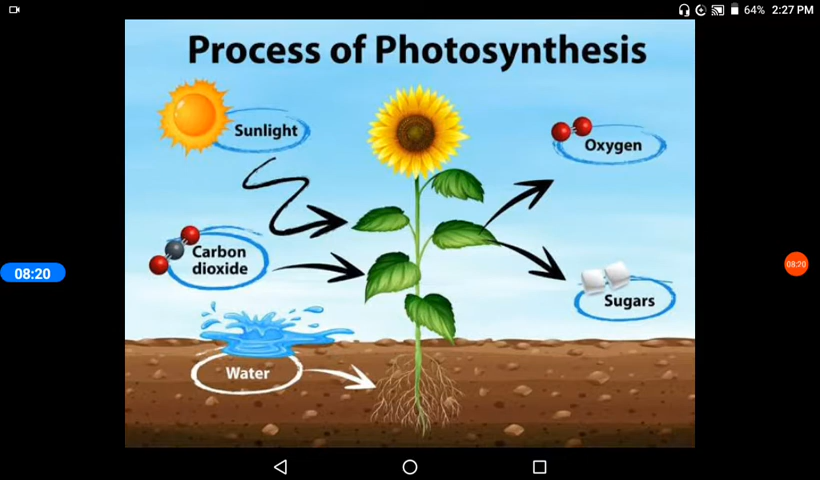 64% 2:27 PM
Process of Photosynthesis
Sunlight
Oxygen
Carbon
dioxide
08:20
08:20
Sugars
Water